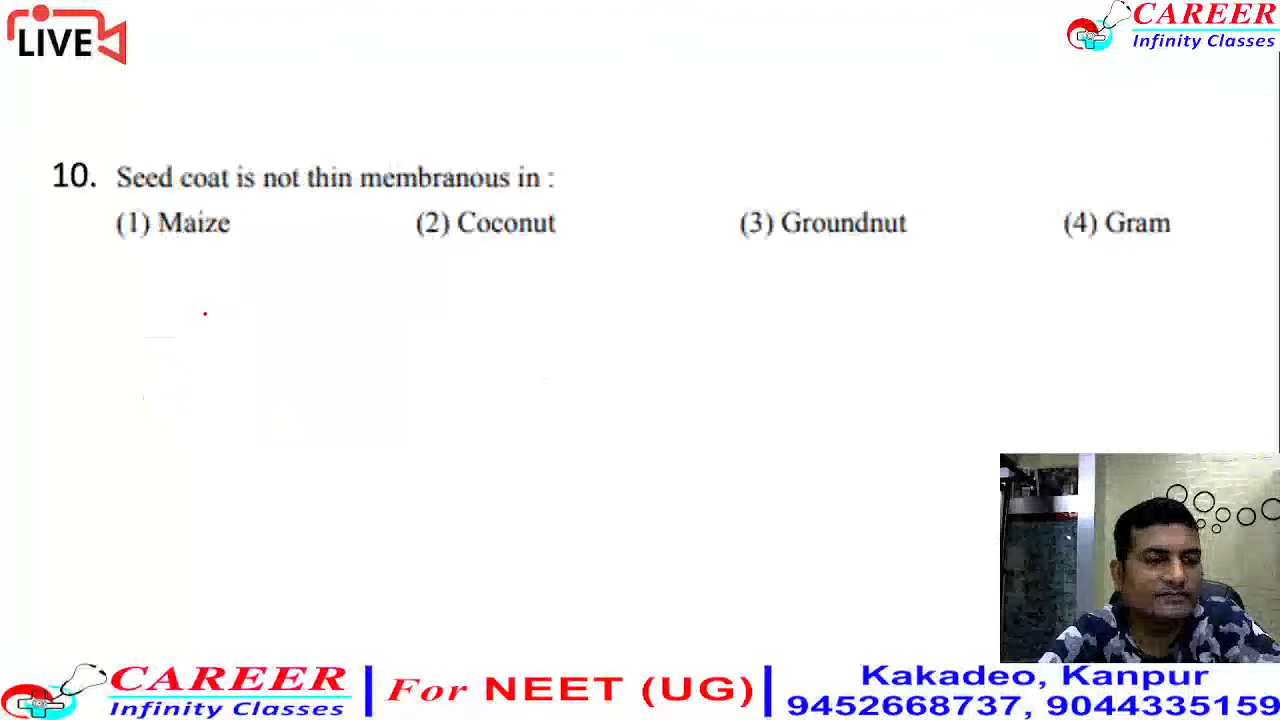 LIVE
CAREER
Infinity Classes
10. Seed coat is not thin membranous in :
(1) Maize (2) Coconut (3) Groundnut (4) Gram
CAREER
Infinity Classes
For NEET (UG)
Kakadeo, Kanpur
9452668737, 9044335159